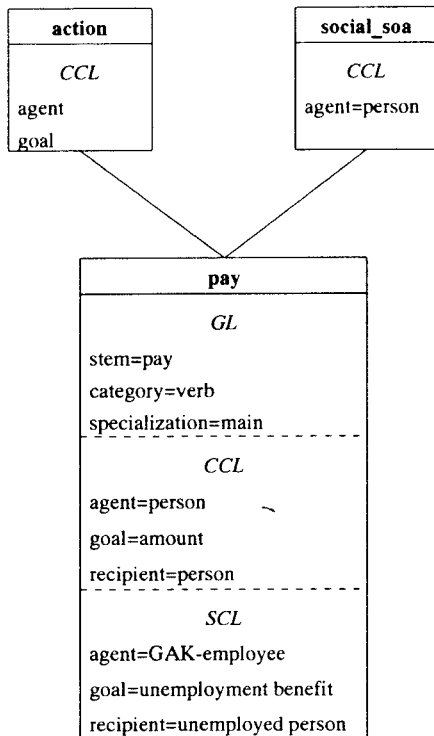 action
CCL
agent
goal
social_soa
CCL
agent=person
pay
GL
stem=pay
category=verb
specialization=main
CCL
agent=person
goal=amount
recipient=person
SCL
agent=GAK-employee
goal=unemployment benefit
recipient=unemployed person